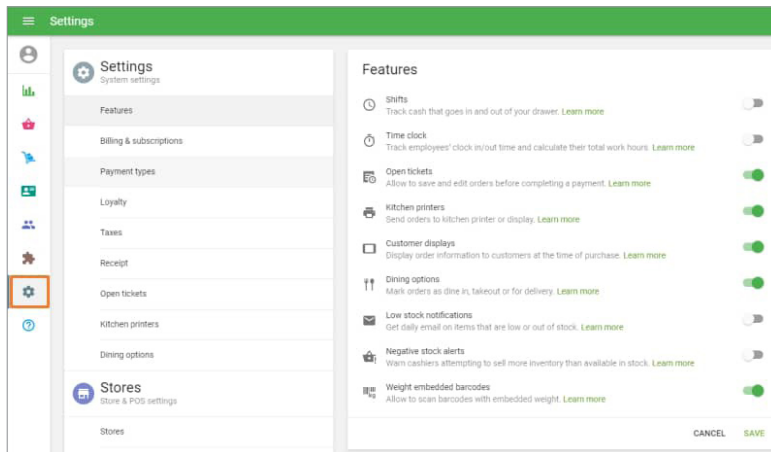 Settings
Settings
System settings
Features
Billing & subscriptions
Payment types
Loyalty
Taxes
Receipt
Open tickets
Kitchen printers
Dining options
Stores
Store & POS settings
Stores
Features
Shifts
Track cash that goes in and out of your drawer. Learn more
Time clock
Track employees' clock in/out time and calculate their total work hours. Learn more
Open tickets
Allow to save and edit orders before completing a payment. Learn more
Kitchen printers
Send orders to kitchen printer or display. Learn more
Customer displays
Display order information to customers at the time of purchase. Learn more
Dining options
Mark orders as dine in, takeout or for delivery. Learn more
Low stock notifications
Get daily email on items that are low or out of stock. Learn more
Negative stock alerts
Warn cashiers attempting to sell more inventory than available in stock. Learn more
Weight embedded barcodes
Allow to scan barcodes with embedded weight. Learn more
CANCEL SAVE